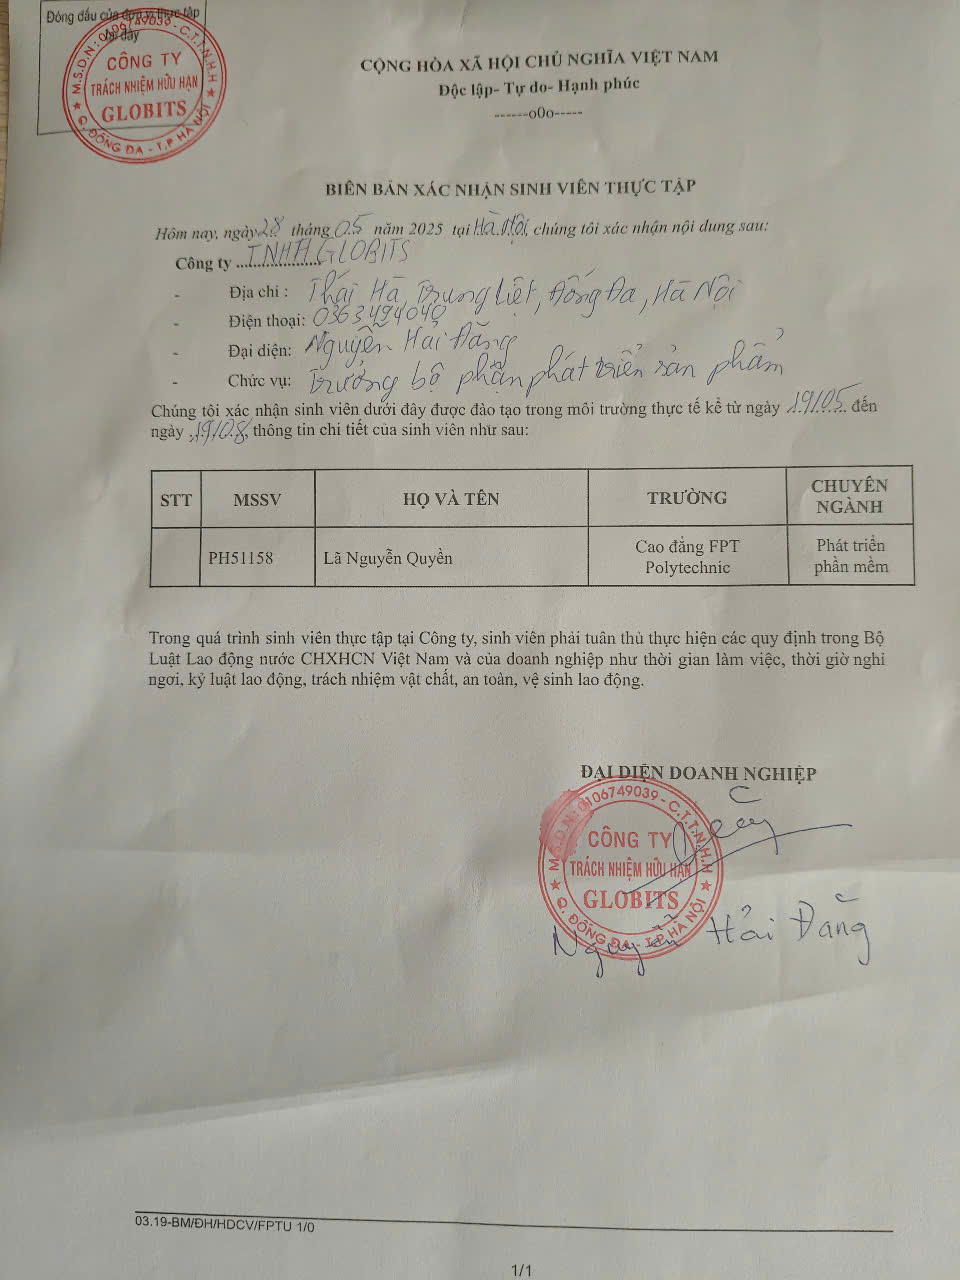 Đóng dấu của đơn vị thực tập
tại đây
M.S.D.N: 0106749039 - C.T.T.N.H.H
CÔNG TY
TRÁCH NHIỆM HỮU HẠN
GLOBITS
Q. ĐỐNG ĐA - T.P HÀ NỘI
CỘNG HÒA XÃ HỘI CHỦ NGHĨA VIỆT NAM
Độc lập- Tự do- Hạnh phúc
------o0o-----
BIÊN BẢN XÁC NHẬN SINH VIÊN THỰC TẬP
Hôm nay, ngày 28 tháng 05 năm 2025 tại Hà Nội, chúng tôi xác nhận nội dung sau:
Công ty TNHH GLOBITS
- Địa chỉ : Thái Hà, Trung Liệt, Đống Đa, Hà Nội
- Điện thoại: 0363494040
- Đại diện: Nguyễn Hải Đăng
- Chức vụ: Trưởng bộ phận phát triển sản phẩm
Chúng tôi xác nhận sinh viên dưới đây được đào tạo trong môi trường thực tế kể từ ngày 19/05 đến
ngày 19/08, thông tin chi tiết của sinh viên như sau:
STT MSSV HỌ VÀ TÊN TRƯỜNG CHUYÊN NGÀNH
PH51158 Lã Nguyễn Quyền Cao đẳng FPT Polytechnic Phát triển phần mềm
Trong quá trình sinh viên thực tập tại Công ty, sinh viên phải tuân thủ thực hiện các quy định trong Bộ
Luật Lao động nước CHXHCN Việt Nam và của doanh nghiệp như thời gian làm việc, thời giờ nghỉ
ngơi, kỷ luật lao động, trách nhiệm vật chất, an toàn, vệ sinh lao động.
ĐẠI DIỆN DOANH NGHIỆP
M.S.D.N: 0106749039 - C.T.T.N.H.H
CÔNG TY
TRÁCH NHIỆM HỮU HẠN
GLOBITS
Q. ĐỐNG ĐA - T.P HÀ NỘI
Nguyễn Hải Đăng
03.19-BM/ĐH/HDCV/FPTU 1/0
1/1